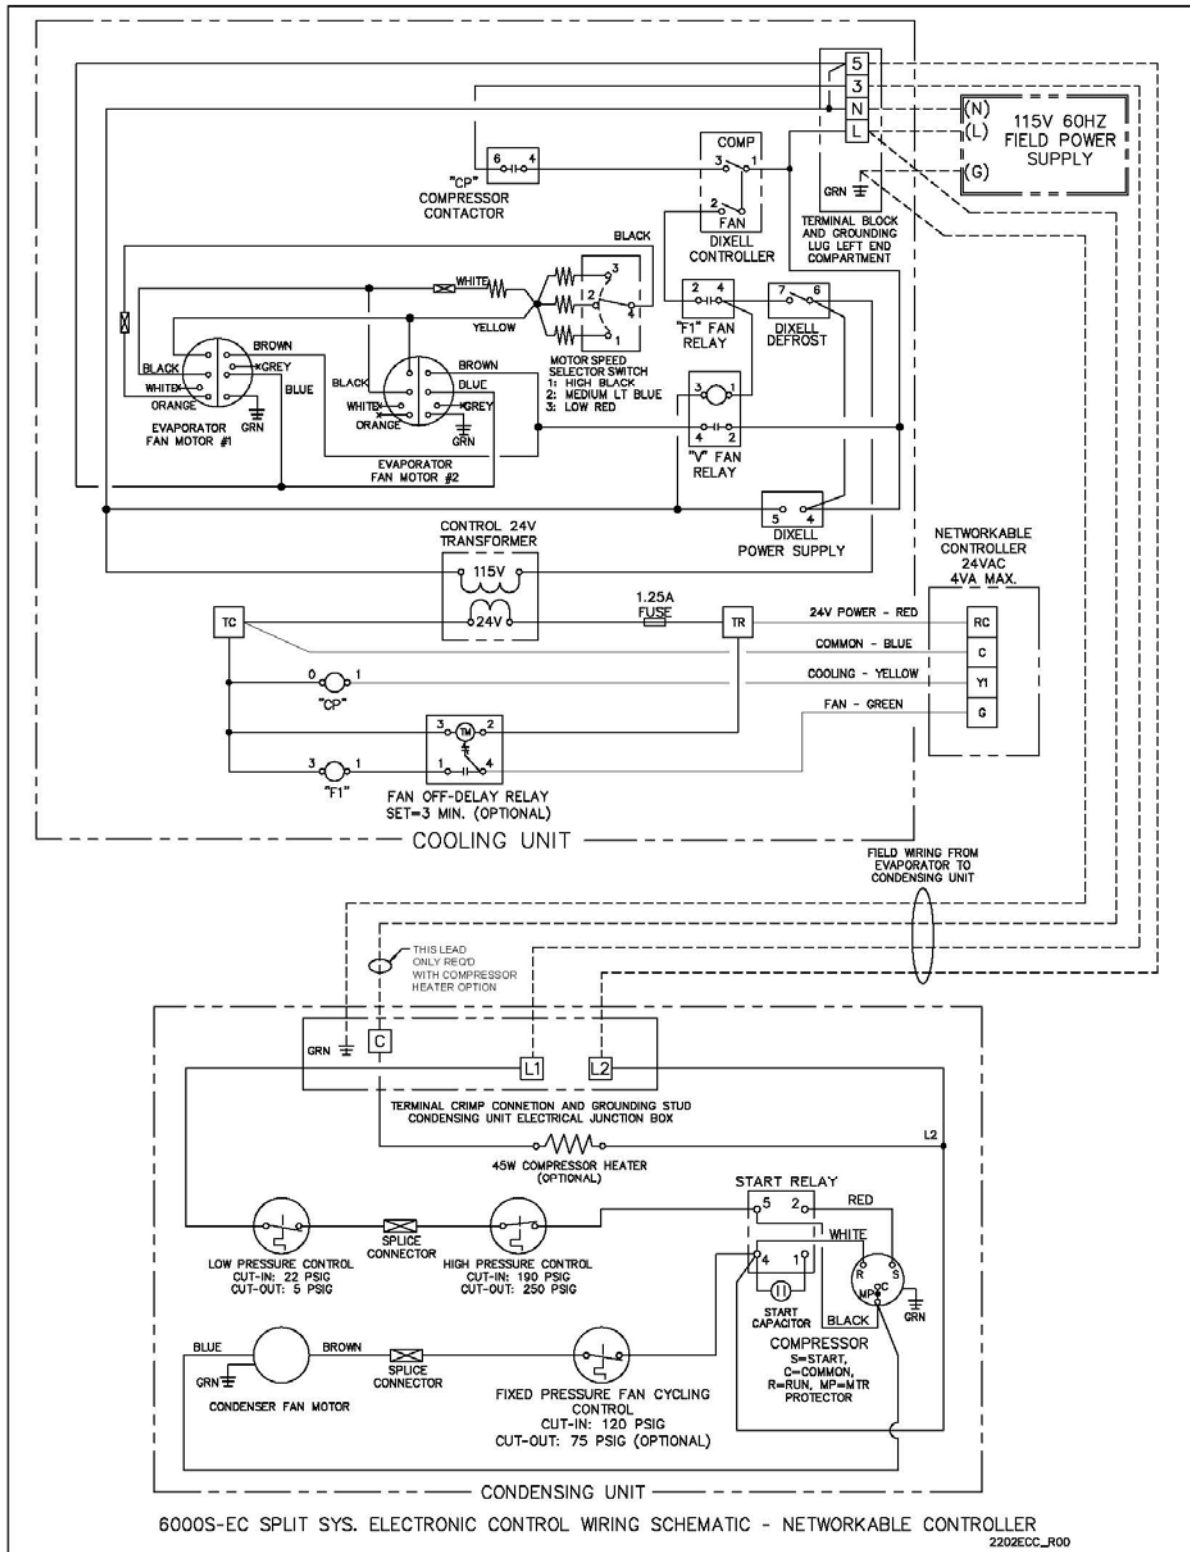 5
3
N
L
(N)
(L)
(G)
115V 60HZ
FIELD POWER
SUPPLY
GRN
TERMINAL BLOCK
AND GROUNDING
LUG LEFT END
COMPARTMENT
COMP
3 1
2
FAN
DIXELL
CONTROLLER
6 4
"CP"
COMPRESSOR
CONTACTOR
BLACK
WHITE
YELLOW
3
2
4
1
MOTOR SPEED
SELECTOR SWITCH
1: HIGH BLACK
2: MEDIUM LT BLUE
3: LOW RED
2 4
"F1" FAN
RELAY
7 6
DIXELL
DEFROST
3 1
4 2
"V" FAN
RELAY
BROWN
GREY
BLACK
WHITE
BLUE
ORANGE
GRN
EVAPORATOR
FAN MOTOR #1
BROWN
BLUE
BLACK
WHITE
GREY
ORANGE
GRN
EVAPORATOR
FAN MOTOR #2
5 4
DIXELL
POWER SUPPLY
CONTROL 24V
TRANSFORMER
115V
24V
1.25A
FUSE
TC
TR
NETWORKABLE
CONTROLLER
24VAC
4VA MAX.
24V POWER - RED
RC
COMMON - BLUE
C
COOLING - YELLOW
Y1
FAN - GREEN
G
0 1
"CP"
3 TM 2
1 4
3 1
"F1"
FAN OFF-DELAY RELAY
SET=3 MIN. (OPTIONAL)
COOLING UNIT
FIELD WIRING FROM
EVAPORATOR TO
CONDENSING UNIT
THIS LEAD
ONLY REQ'D
WITH COMPRESSOR
HEATER OPTION
GRN
C
L1
L2
TERMINAL CRIMP CONNETION AND GROUNDING STUD
CONDENSING UNIT ELECTRICAL JUNCTION BOX
L2
45W COMPRESSOR HEATER
(OPTIONAL)
LOW PRESSURE CONTROL
CUT-IN: 22 PSIG
CUT-OUT: 5 PSIG
SPLICE
CONNECTOR
HIGH PRESSURE CONTROL
CUT-IN: 190 PSIG
CUT-OUT: 250 PSIG
START RELAY
5 2
RED
WHITE
4 1
START
CAPACITOR
BLACK
R S
C
MP
GRN
COMPRESSOR
S=START,
C=COMMON,
R=RUN, MP=MTR
PROTECTOR
BLUE
BROWN
GRN
CONDENSER FAN MOTOR
SPLICE
CONNECTOR
FIXED PRESSURE FAN CYCLING
CONTROL
CUT-IN: 120 PSIG
CUT-OUT: 75 PSIG (OPTIONAL)
CONDENSING UNIT
6000S-EC SPLIT SYS. ELECTRONIC CONTROL WIRING SCHEMATIC - NETWORKABLE CONTROLLER
2202ECC_R00